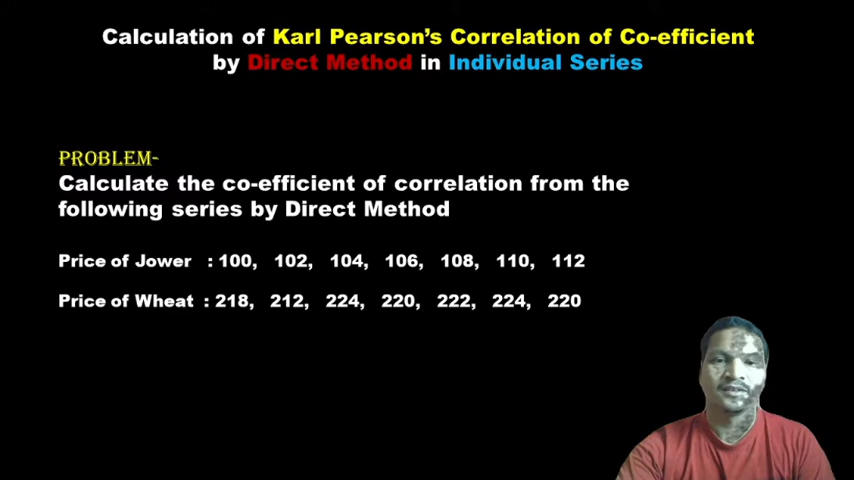 Calculation of Karl Pearson's Correlation of Co-efficient
by Direct Method in Individual Series
PROBLEM-
Calculate the co-efficient of correlation from the
following series by Direct Method
Price of Jower : 100, 102, 104, 106, 108, 110, 112
Price of Wheat : 218, 212, 224, 220, 222, 224, 220